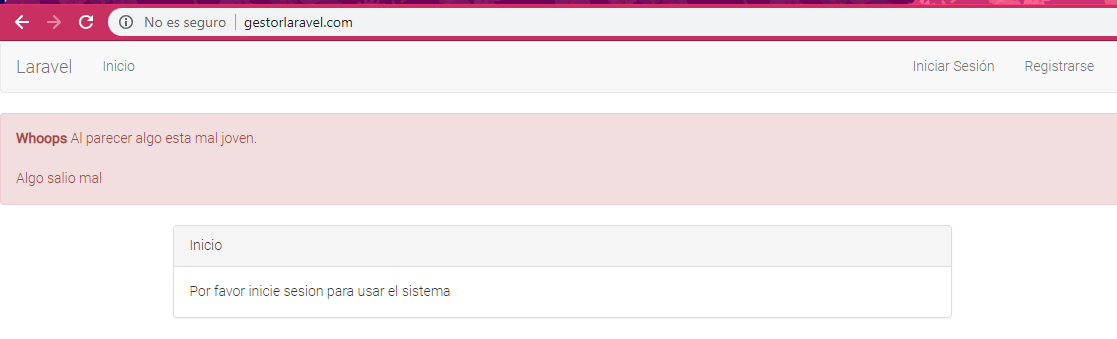 No es seguro | gestorlaravel.com
Laravel Inicio Iniciar Sesión Registrarse
Whoops Al parecer algo esta mal joven.
Algo salio mal
Inicio
Por favor inicie sesion para usar el sistema